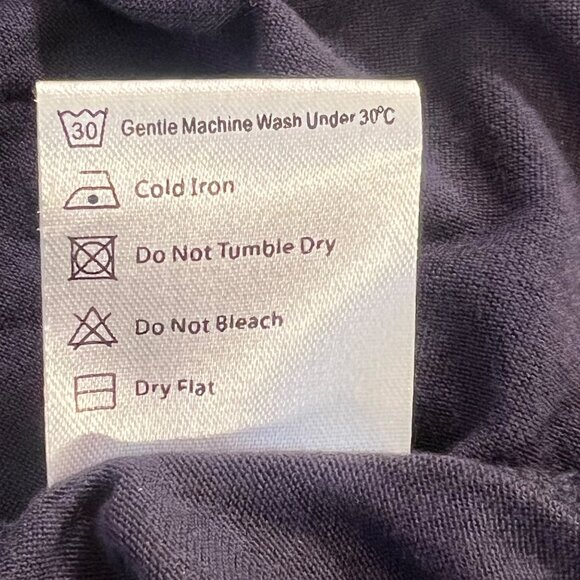 30 Gentle Machine Wash Under 30°C
Cold Iron
Do Not Tumble Dry
Do Not Bleach
Dry Flat